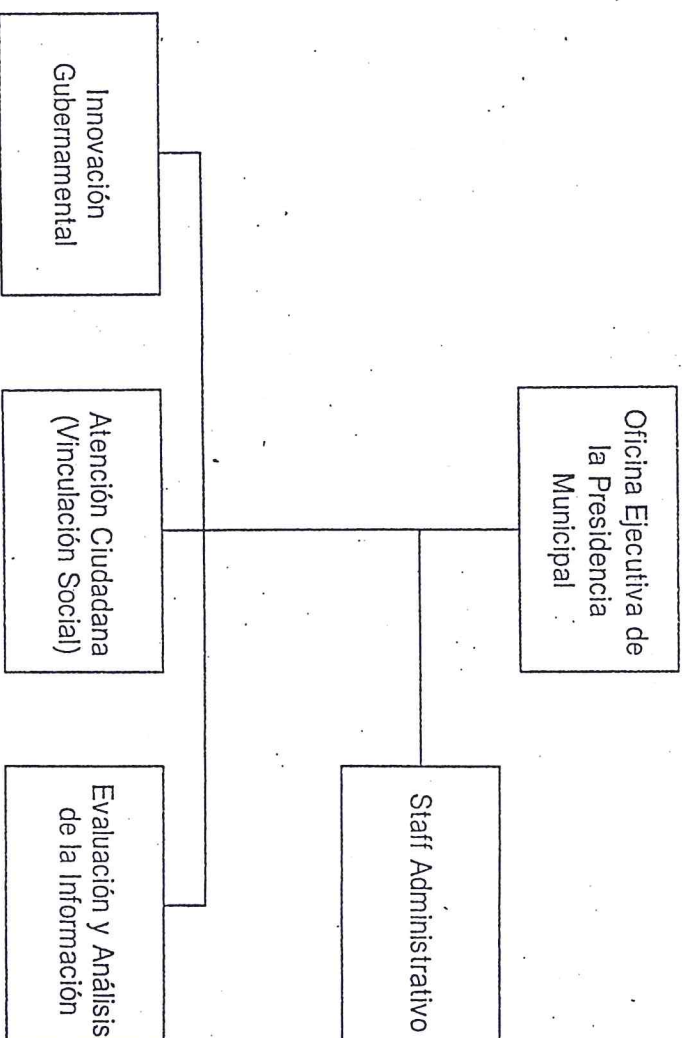 Oficina Ejecutiva de
la Presidencia
Municipal
Staff Administrativo
Innovación
Gubernamental
Atención Ciudadana
(Vinculación Social)
Evaluación y Análisis
de la Información